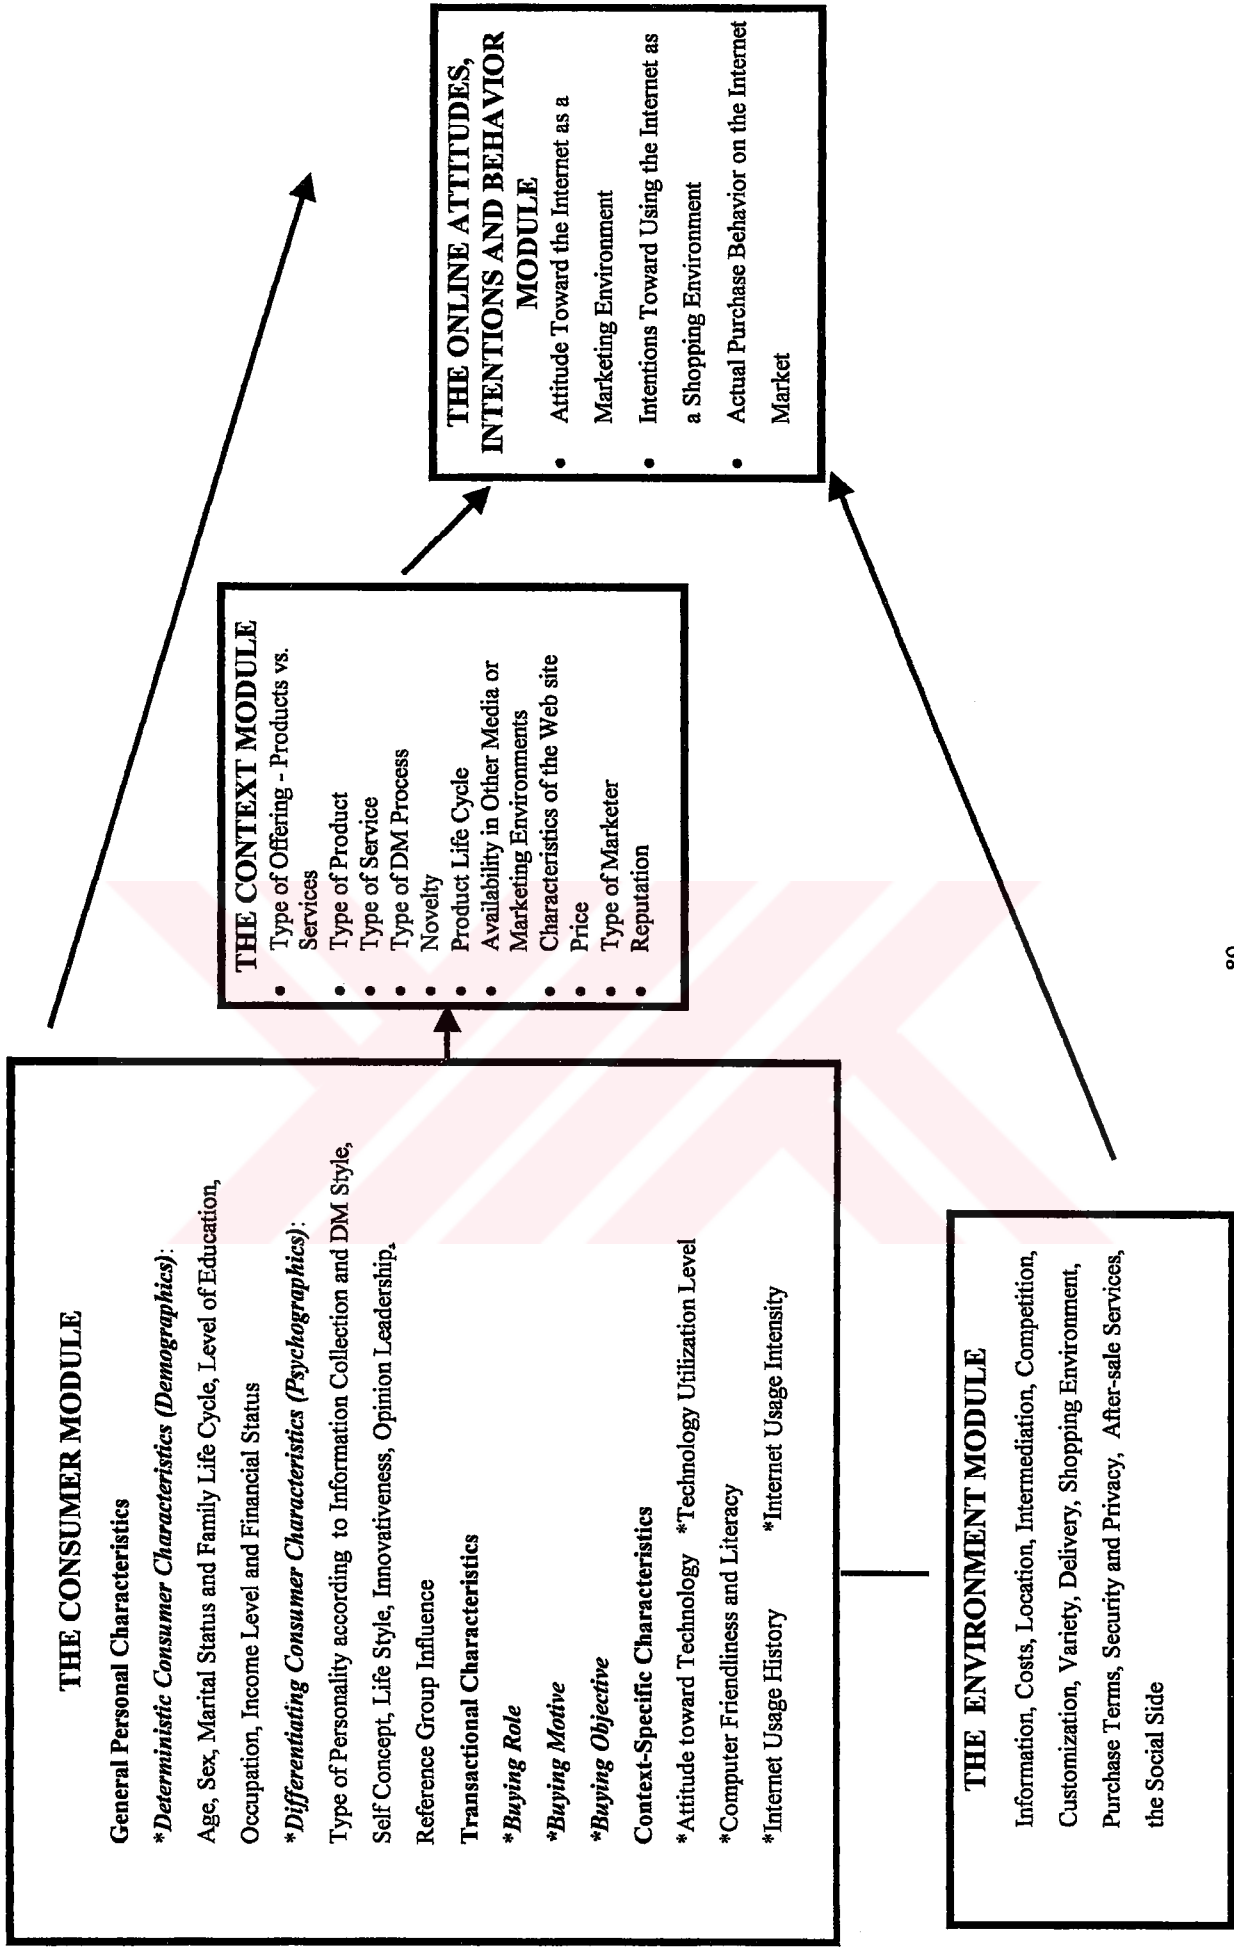 THE CONSUMER MODULE
General Personal Characteristics
*Deterministic Consumer Characteristics (Demographics):
Age, Sex, Marital Status and Family Life Cycle, Level of Education,
Occupation, Income Level and Financial Status
*Differentiating Consumer Characteristics (Psychographics):
Type of Personality according to Information Collection and DM Style,
Self Concept, Life Style, Innovativeness, Opinion Leadership,
Reference Group Influence
Transactional Characteristics
*Buying Role
*Buying Motive
*Buying Objective
Context-Specific Characteristics
*Attitude toward Technology *Technology Utilization Level
*Computer Friendliness and Literacy
*Internet Usage History *Internet Usage Intensity
THE ENVIRONMENT MODULE
Information, Costs, Location, Intermediation, Competition,
Customization, Variety, Delivery, Shopping Environment,
Purchase Terms, Security and Privacy, After-sale Services,
the Social Side
THE CONTEXT MODULE
• Type of Offering - Products vs.
Services
• Type of Product
• Type of Service
• Type of DM Process
• Novelty
• Product Life Cycle
• Availability in Other Media or
Marketing Environments
• Characteristics of the Web site
• Price
• Type of Marketer
• Reputation
THE ONLINE ATTITUDES,
INTENTIONS AND BEHAVIOR
MODULE
• Attitude Toward the Internet as a
Marketing Environment
• Intentions Toward Using the Internet as
a Shopping Environment
• Actual Purchase Behavior on the Internet
Market